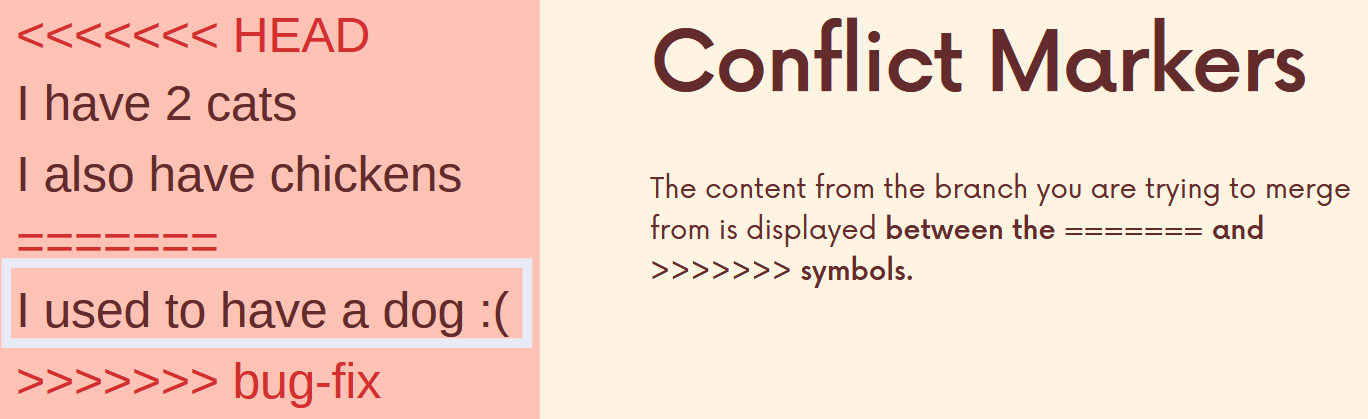 <<<<<<< HEAD
I have 2 cats
I also have chickens
=======
I used to have a dog :(
>>>>>>> bug-fix
Conflict Markers
The content from the branch you are trying to merge
from is displayed between the ======= and
>>>>>>> symbols.